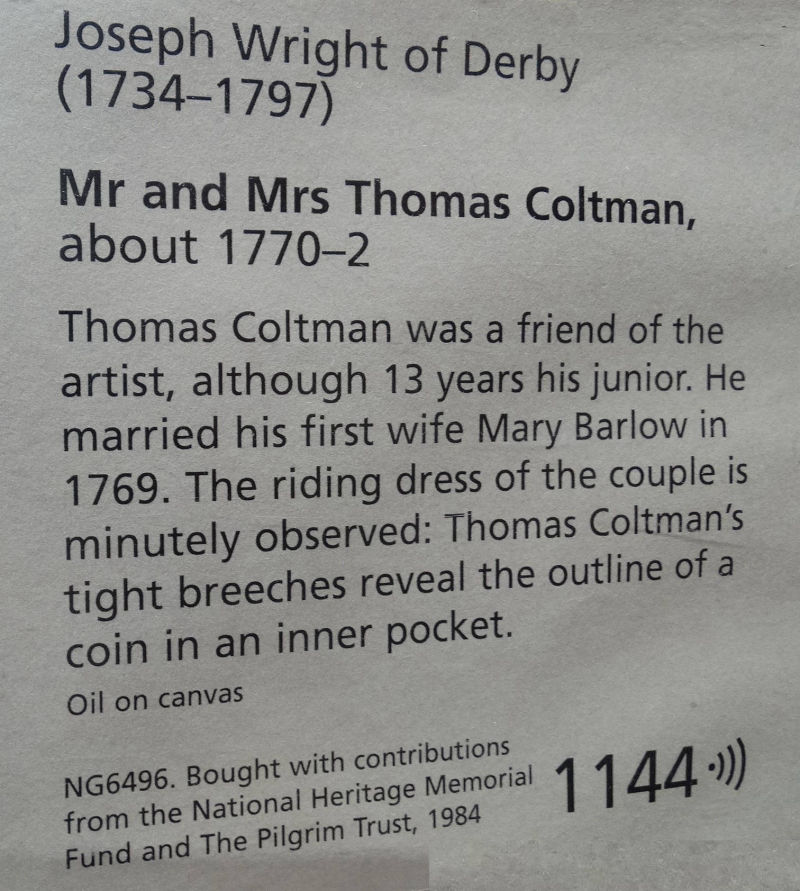 Joseph Wright of Derby
(1734–1797)
Mr and Mrs Thomas Coltman,
about 1770–2
Thomas Coltman was a friend of the
artist, although 13 years his junior. He
married his first wife Mary Barlow in
1769. The riding dress of the couple is
minutely observed: Thomas Coltman's
tight breeches reveal the outline of a
coin in an inner pocket.
Oil on canvas
NG6496. Bought with contributions
from the National Heritage Memorial
Fund and The Pilgrim Trust, 1984
1144